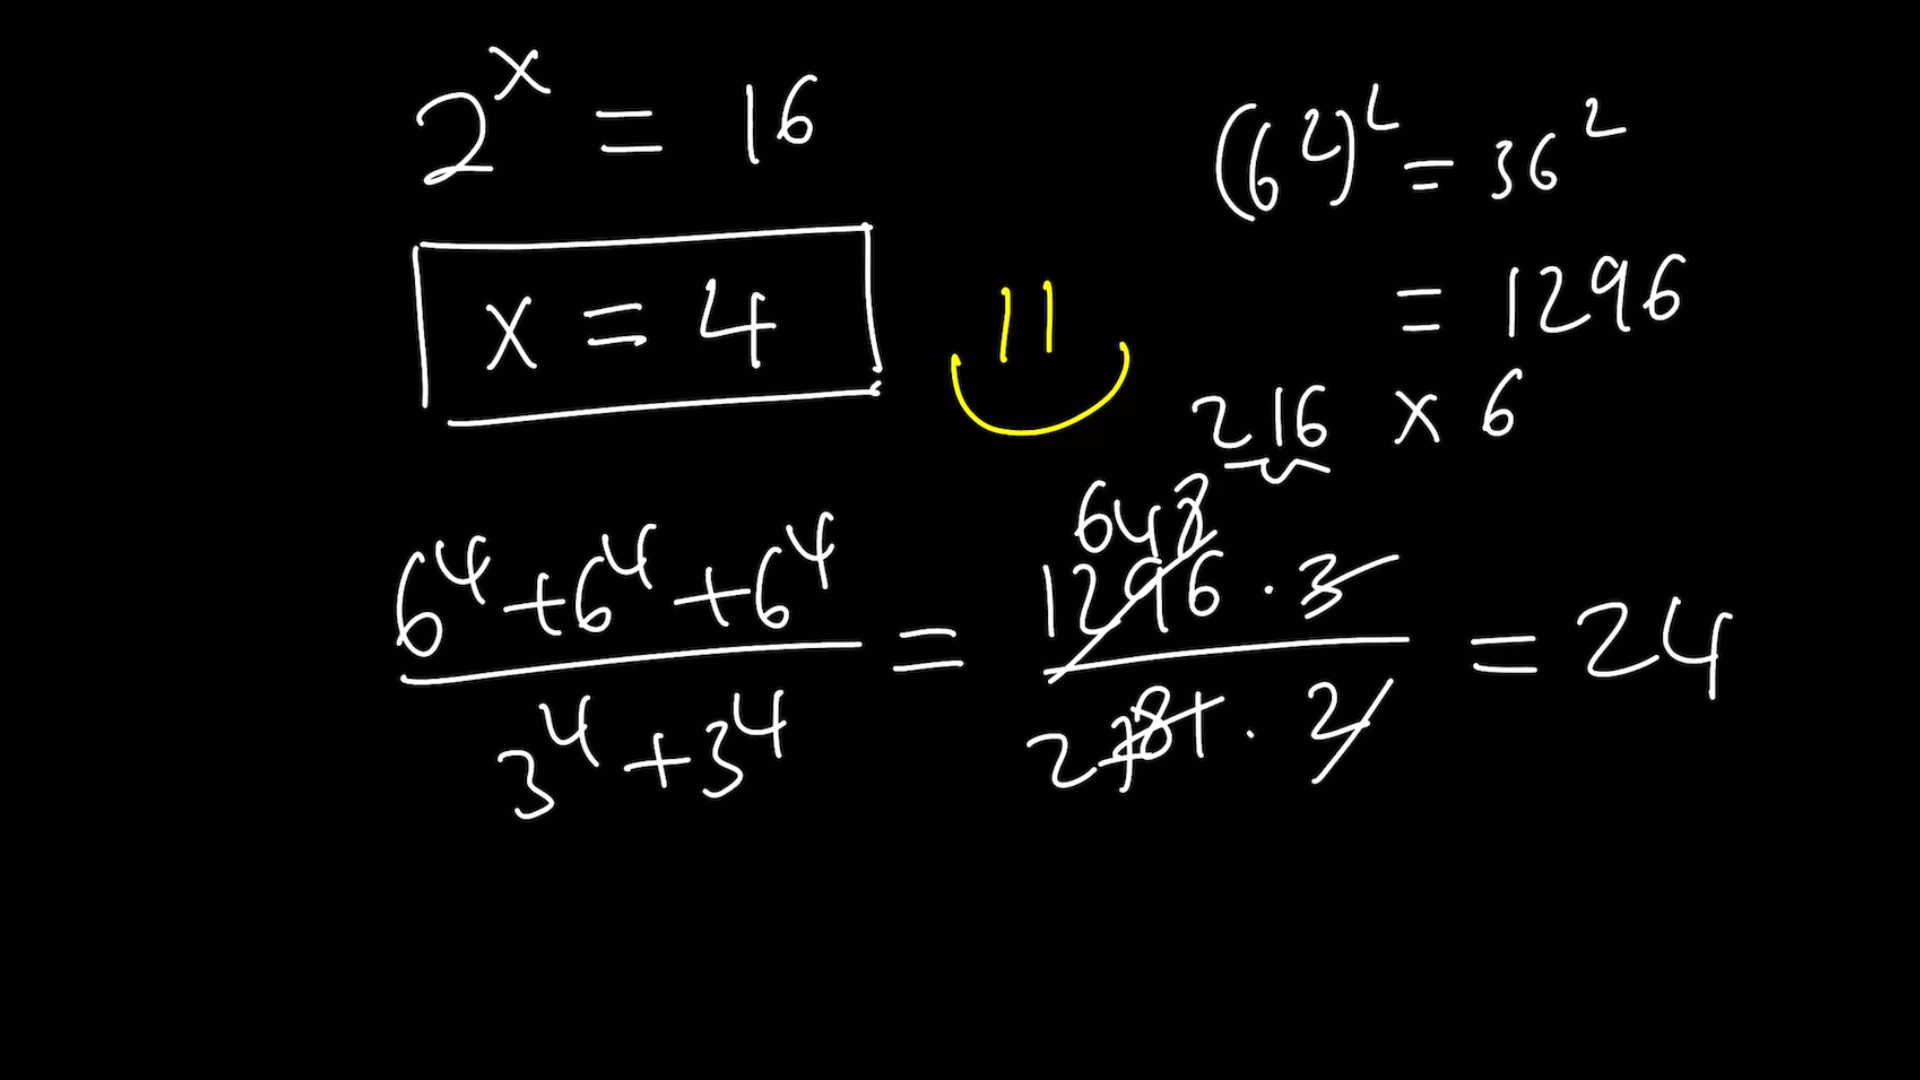 2^x = 16
(6^2)^2 = 36^2
x = 4
= 1296
216 x 6
648
6^4 + 6^4 + 6^4 / 3^4 + 3^4 = 1296 · 3 / 81 · 2 = 24
27